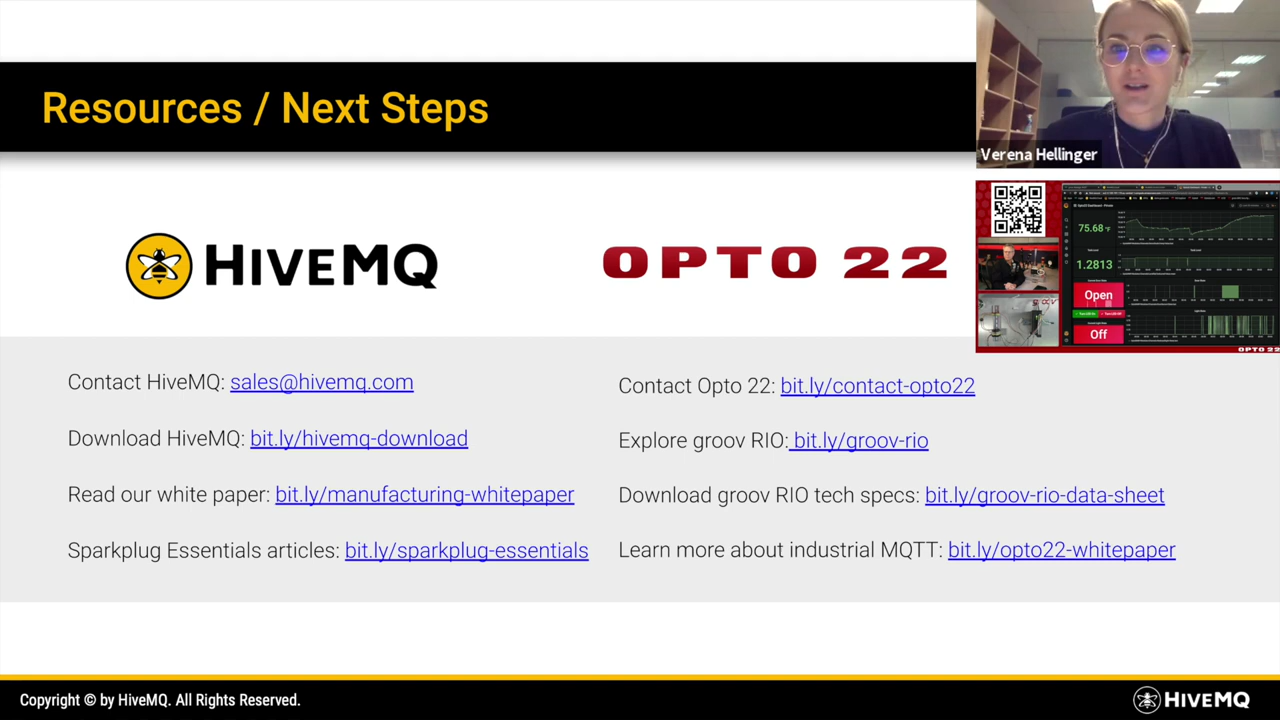 Resources / Next Steps
Verena Hellinger
HIVEMQ
OPTO 22
75.68 °F
1.2813
Open
Off
OPTO 22
Contact HiveMQ: sales@hivemq.com
Download HiveMQ: bit.ly/hivemq-download
Read our white paper: bit.ly/manufacturing-whitepaper
Sparkplug Essentials articles: bit.ly/sparkplug-essentials
Contact Opto 22: bit.ly/contact-opto22
Explore groov RIO: bit.ly/groov-rio
Download groov RIO tech specs: bit.ly/groov-rio-data-sheet
Learn more about industrial MQTT: bit.ly/opto22-whitepaper
Copyright © by HiveMQ. All Rights Reserved.
HIVEMQ